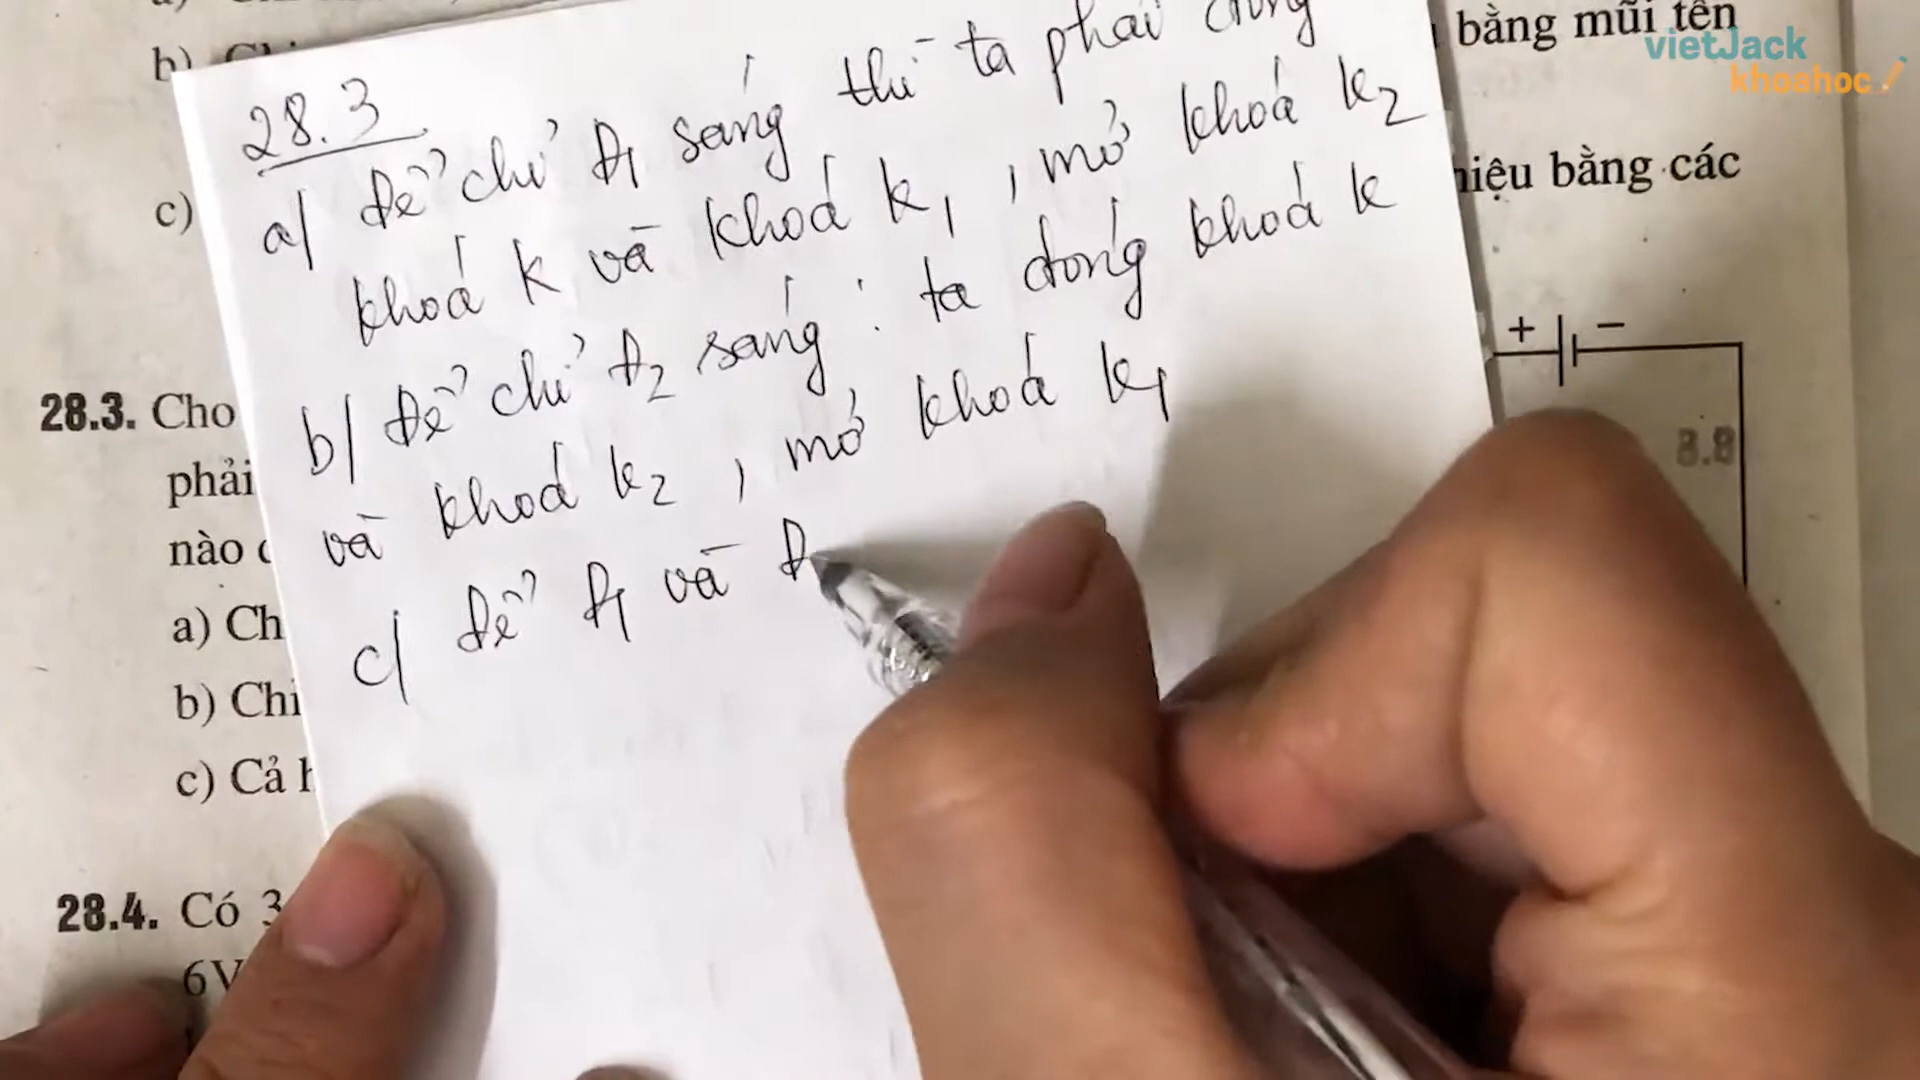 b)
bằng mũi tên
vietJack
khoahoc
c)
hiệu bằng các
28.3
a) Để chỉ Đ1 sáng thì ta phải đóng
khoá K và khoá K1, mở khoá K2
b) Để chỉ Đ2 sáng : ta đóng khoá K
và khoá K2, mở khoá K1
c) Để Đ1 và Đ
28.3. Cho
phải
nào
a) Ch
b) Chỉ
c) Cả
28.4. Có 3
6V
+ −